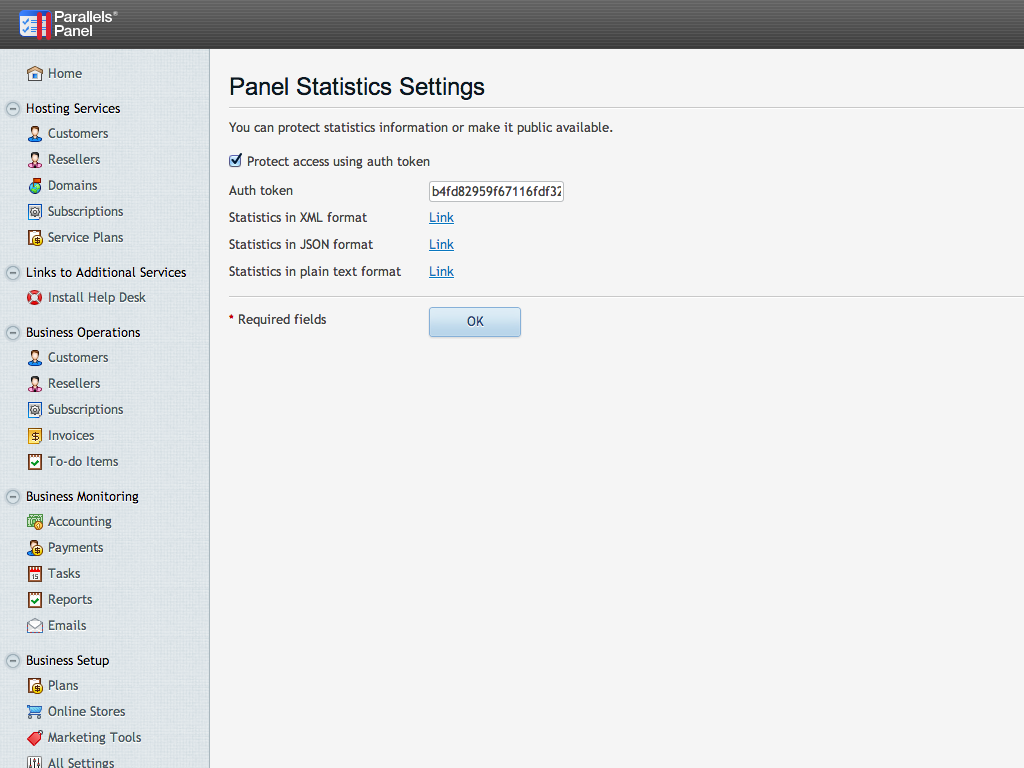 Parallels®
Panel
Home
Hosting Services
Customers
Resellers
Domains
Subscriptions
Service Plans
Links to Additional Services
Install Help Desk
Business Operations
Customers
Resellers
Subscriptions
Invoices
To-do Items
Business Monitoring
Accounting
Payments
Tasks
Reports
Emails
Business Setup
Plans
Online Stores
Marketing Tools
All Settings
Panel Statistics Settings
You can protect statistics information or make it public available.
Protect access using auth token
Auth token b4fd82959f67116fdf32
Statistics in XML format Link
Statistics in JSON format Link
Statistics in plain text format Link
* Required fields OK